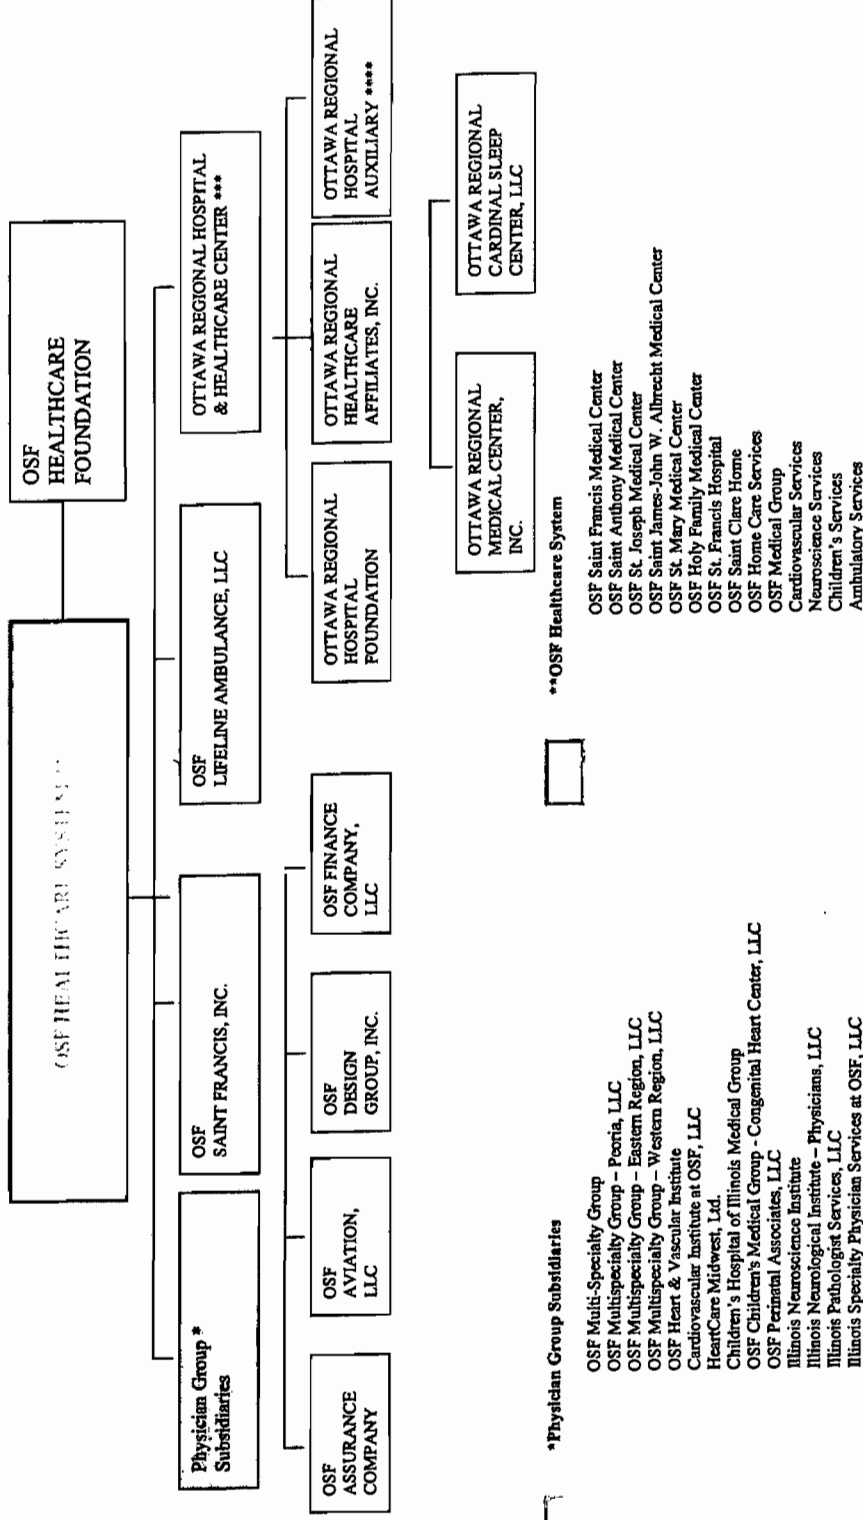 OSF HEALTHCARE SYSTEM **
OSF
HEALTHCARE
FOUNDATION
Physician Group *
Subsidiaries
OSF
SAINT FRANCIS, INC.
OSF
LIFELINE AMBULANCE, LLC
OTTAWA REGIONAL HOSPITAL
& HEALTHCARE CENTER ***
OSF
ASSURANCE
COMPANY
OSF
AVIATION,
LLC
OSF
DESIGN
GROUP, INC.
OSF FINANCE
COMPANY,
LLC
OTTAWA REGIONAL
HOSPITAL
FOUNDATION
OTTAWA REGIONAL
HEALTHCARE
AFFILIATES, INC.
OTTAWA REGIONAL
HOSPITAL
AUXILIARY ****
OTTAWA REGIONAL
MEDICAL CENTER,
INC.
OTTAWA REGIONAL
CARDINAL SLEEP
CENTER, LLC
*Physician Group Subsidiaries
OSF Multi-Specialty Group
OSF Multispecialty Group – Peoria, LLC
OSF Multispecialty Group – Eastern Region, LLC
OSF Multispecialty Group – Western Region, LLC
OSF Heart & Vascular Institute
Cardiovascular Institute at OSF, LLC
HeartCare Midwest, Ltd.
Children's Hospital of Illinois Medical Group
OSF Children's Medical Group - Congenital Heart Center, LLC
OSF Perinatal Associates, LLC
Illinois Neuroscience Institute
Illinois Neurological Institute – Physicians, LLC
Illinois Pathologist Services, LLC
Illinois Specialty Physician Services at OSF, LLC
**OSF Healthcare System
OSF Saint Francis Medical Center
OSF Saint Anthony Medical Center
OSF St. Joseph Medical Center
OSF Saint James-John W. Albrecht Medical Center
OSF St. Mary Medical Center
OSF Holy Family Medical Center
OSF St. Francis Hospital
OSF Saint Clare Home
OSF Home Care Services
OSF Medical Group
Cardiovascular Services
Neuroscience Services
Children's Services
Ambulatory Services